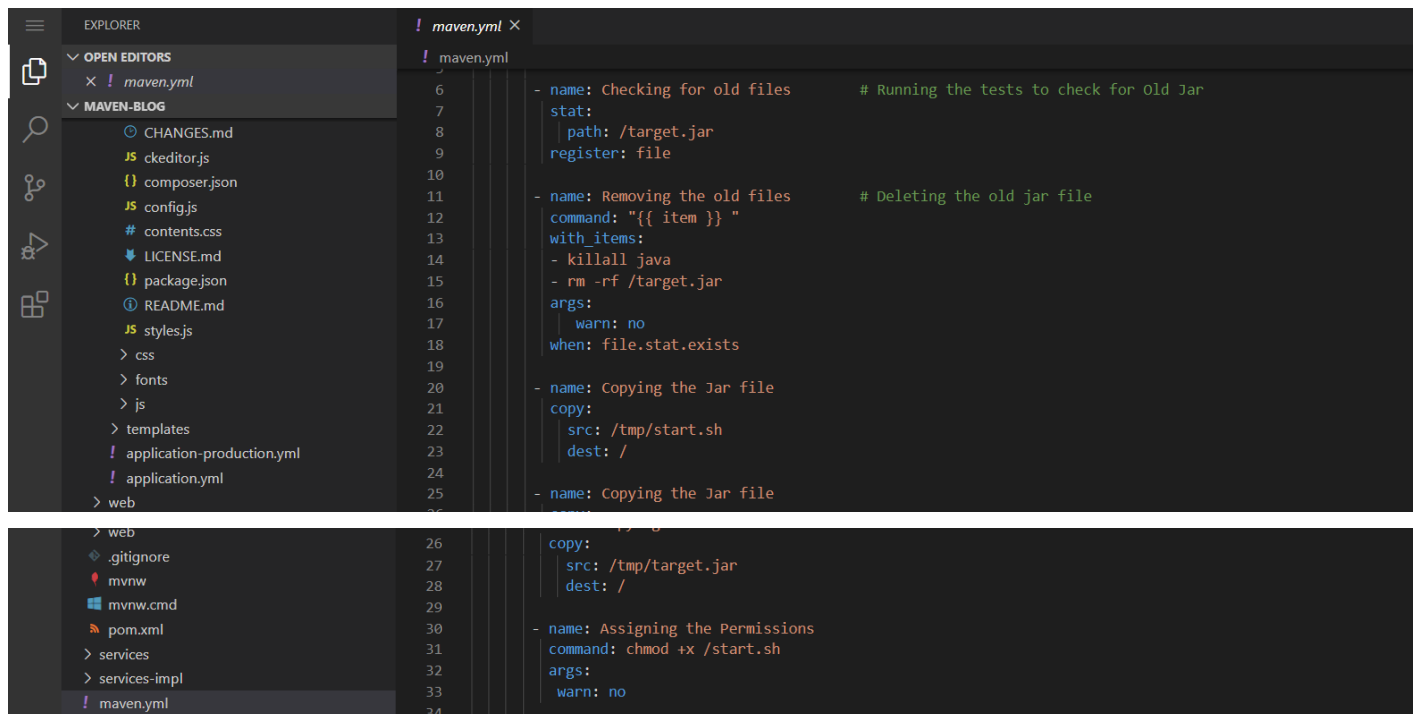 EXPLORER
OPEN EDITORS
! maven.yml
MAVEN-BLOG
CHANGES.md
JS ckeditor.js
{} composer.json
JS config.js
# contents.css
LICENSE.md
{} package.json
README.md
JS styles.js
css
fonts
js
templates
! application-production.yml
! application.yml
web
! maven.yml
! maven.yml
6 - name: Checking for old files # Running the tests to check for Old Jar
7 stat:
8 path: /target.jar
9 register: file
10
11 - name: Removing the old files # Deleting the old jar file
12 command: "{{ item }} "
13 with_items:
14 - killall java
15 - rm -rf /target.jar
16 args:
17 warn: no
18 when: file.stat.exists
19
20 - name: Copying the Jar file
21 copy:
22 src: /tmp/start.sh
23 dest: /
24
25 - name: Copying the Jar file
web
.gitignore
mvnw
mvnw.cmd
pom.xml
services
services-impl
! maven.yml
26 copy:
27 src: /tmp/target.jar
28 dest: /
29
30 - name: Assigning the Permissions
31 command: chmod +x /start.sh
32 args:
33 warn: no
34